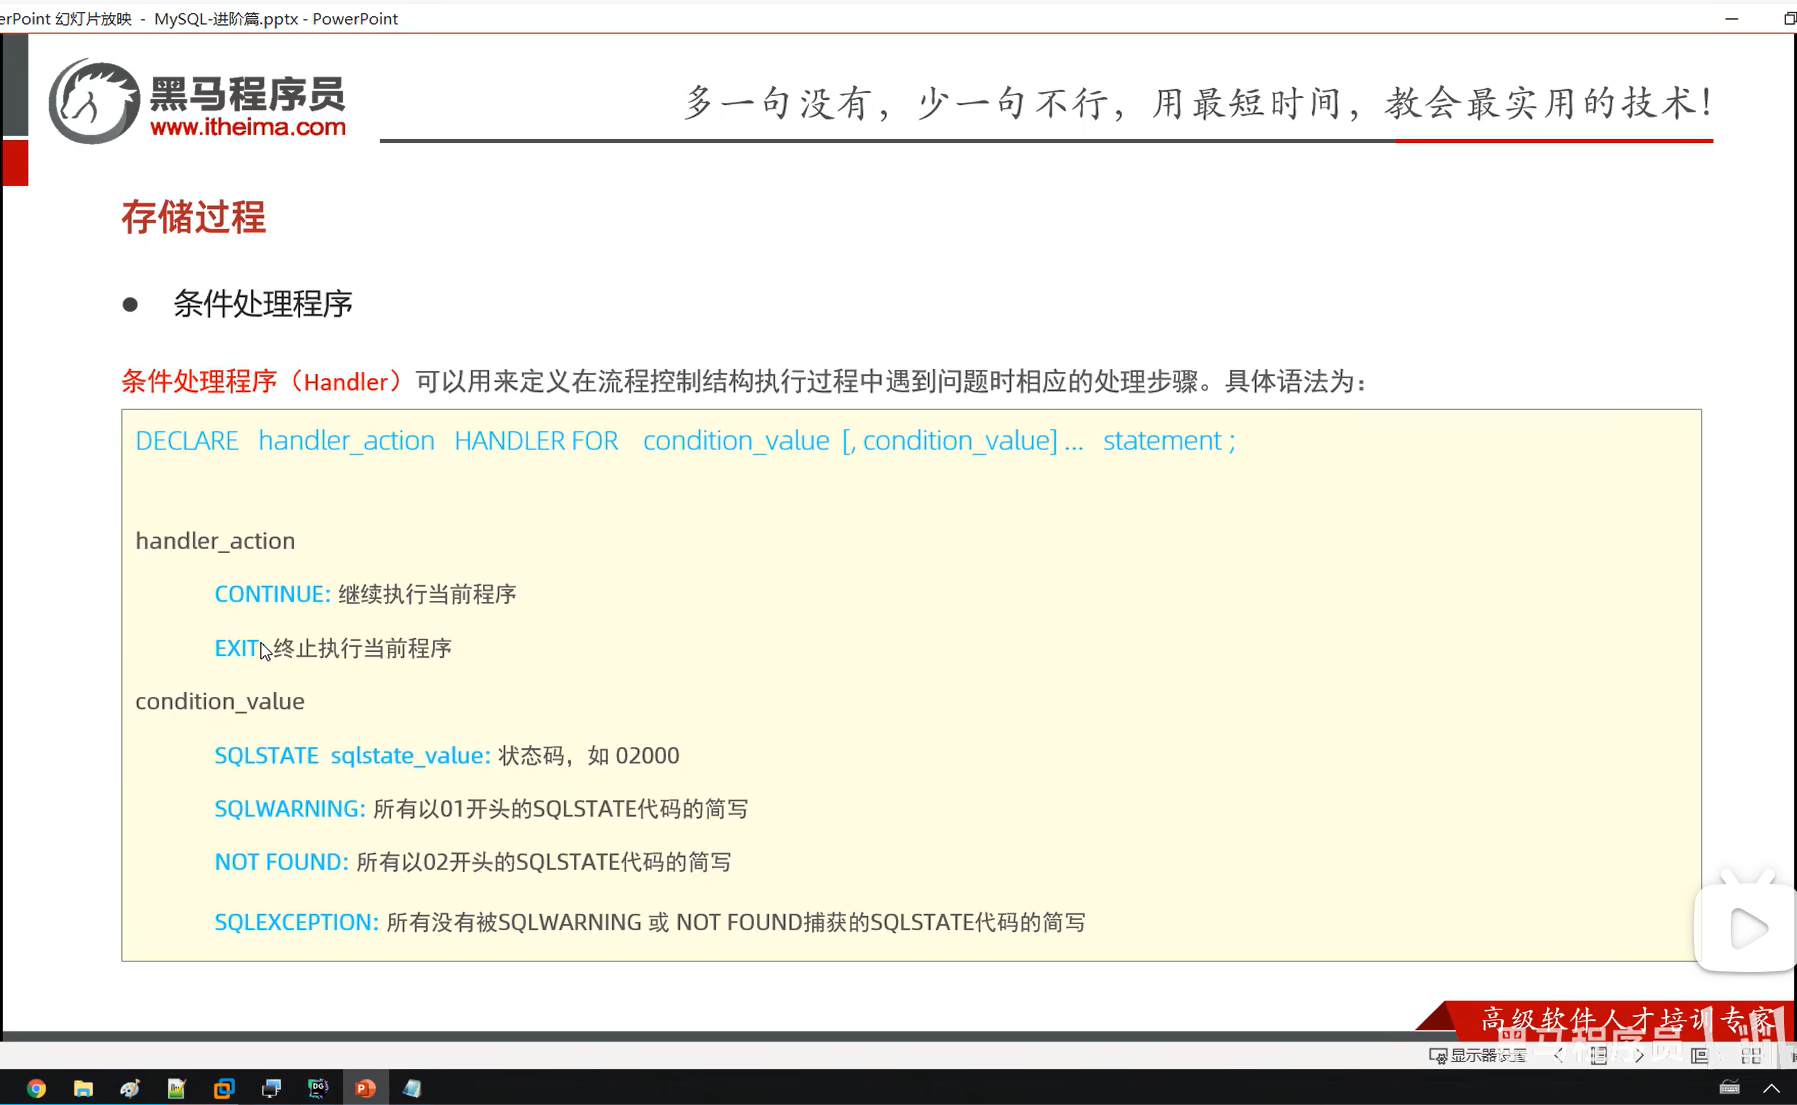 erPoint 幻灯片放映 - MySQL-进阶篇.pptx - PowerPoint
黑马程序员
www.itheima.com
多一句没有，少一句不行，用最短时间，教会最实用的技术！
存储过程
● 条件处理程序
条件处理程序（Handler）可以用来定义在流程控制结构执行过程中遇到问题时相应的处理步骤。具体语法为：
DECLARE handler_action HANDLER FOR condition_value [, condition_value] ... statement ;
handler_action
CONTINUE: 继续执行当前程序
EXIT 终止执行当前程序
condition_value
SQLSTATE sqlstate_value: 状态码，如 02000
SQLWARNING: 所有以01开头的SQLSTATE代码的简写
NOT FOUND: 所有以02开头的SQLSTATE代码的简写
SQLEXCEPTION: 所有没有被SQLWARNING 或 NOT FOUND捕获的SQLSTATE代码的简写
高级软件人才培训专家
黑马程序员
显示器设置